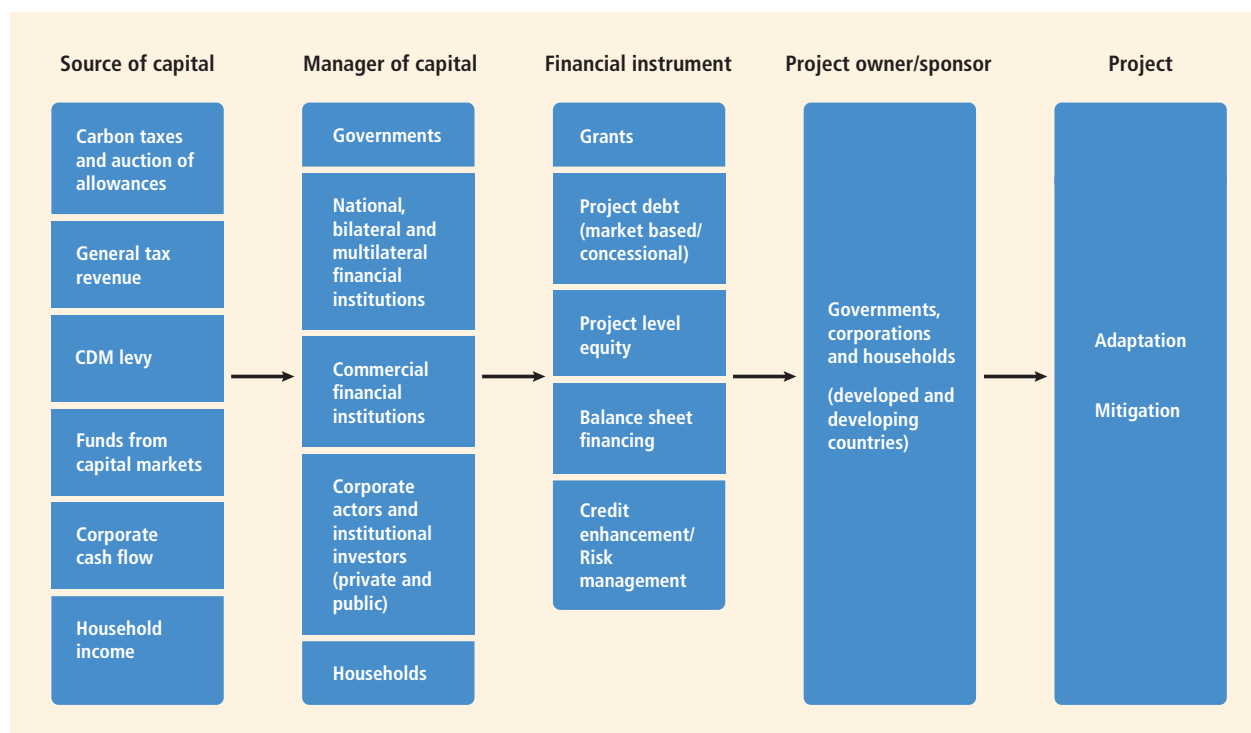 Source of capital
Carbon taxes
and auction of
allowances
General tax
revenue
CDM levy
Funds from
capital markets
Corporate
cash flow
Household
income
Manager of capital
Governments
National,
bilateral and
multilateral
financial
institutions
Commercial
financial
institutions
Corporate
actors and
institutional
investors
(private and
public)
Households
Financial instrument
Grants
Project debt
(market based/
concessional)
Project level
equity
Balance sheet
financing
Credit
enhancement/
Risk
management
Project owner/sponsor
Governments,
corporations
and households
(developed and
developing
countries)
Project
Adaptation
Mitigation